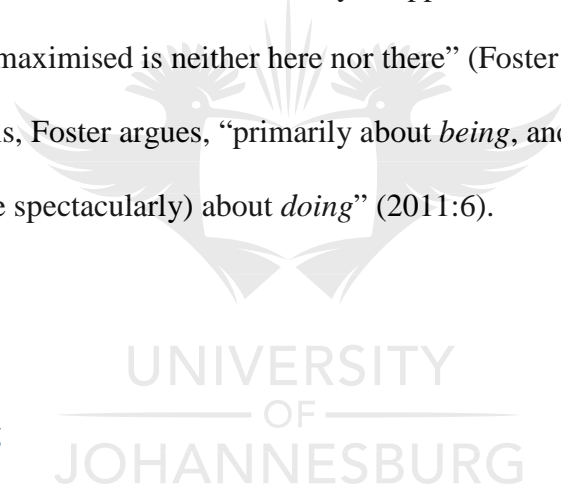 maximised is neither here nor there” (Foster
s, Foster argues, “primarily about being, and
e spectacularly) about doing” (2011:6).
UNIVERSITY
OF
JOHANNESBURG